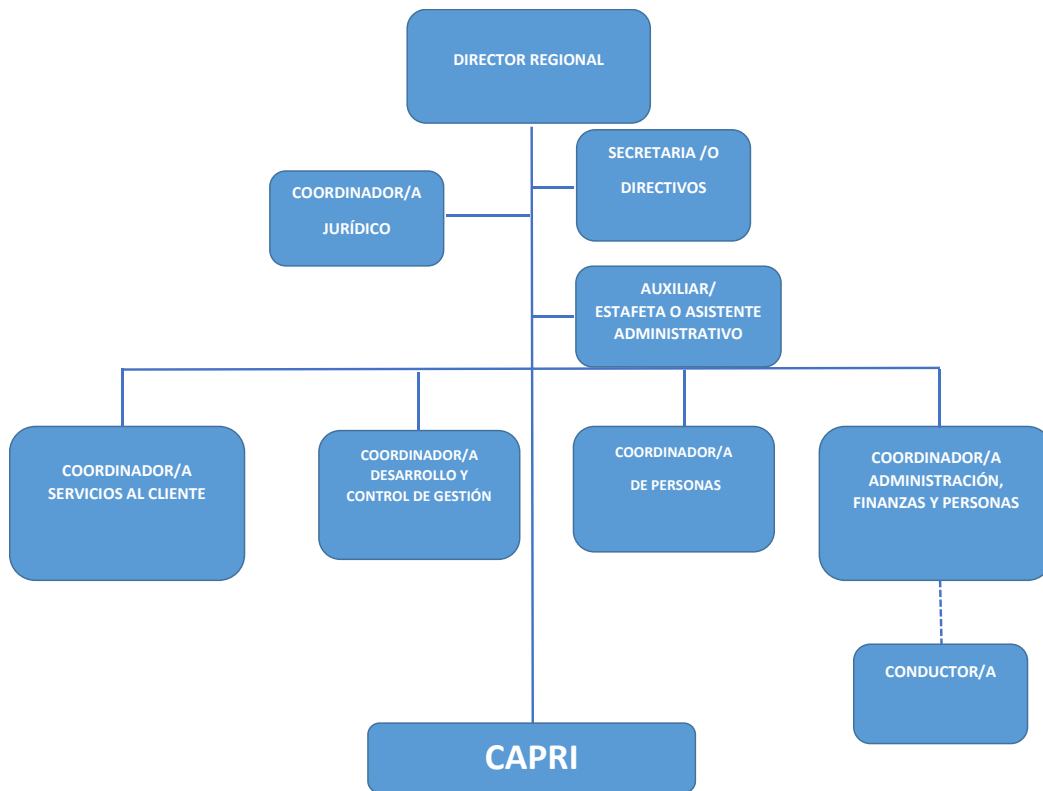 DIRECTOR REGIONAL
SECRETARIA /O
DIRECTIVOS
COORDINADOR/A
JURÍDICO
AUXILIAR/
ESTAFETA O ASISTENTE
ADMINISTRATIVO
COORDINADOR/A
SERVICIOS AL CLIENTE
COORDINADOR/A
DESARROLLO Y
CONTROL DE GESTIÓN
COORDINADOR/A
DE PERSONAS
COORDINADOR/A
ADMINISTRACIÓN,
FINANZAS Y PERSONAS
CONDUCTOR/A
CAPRI